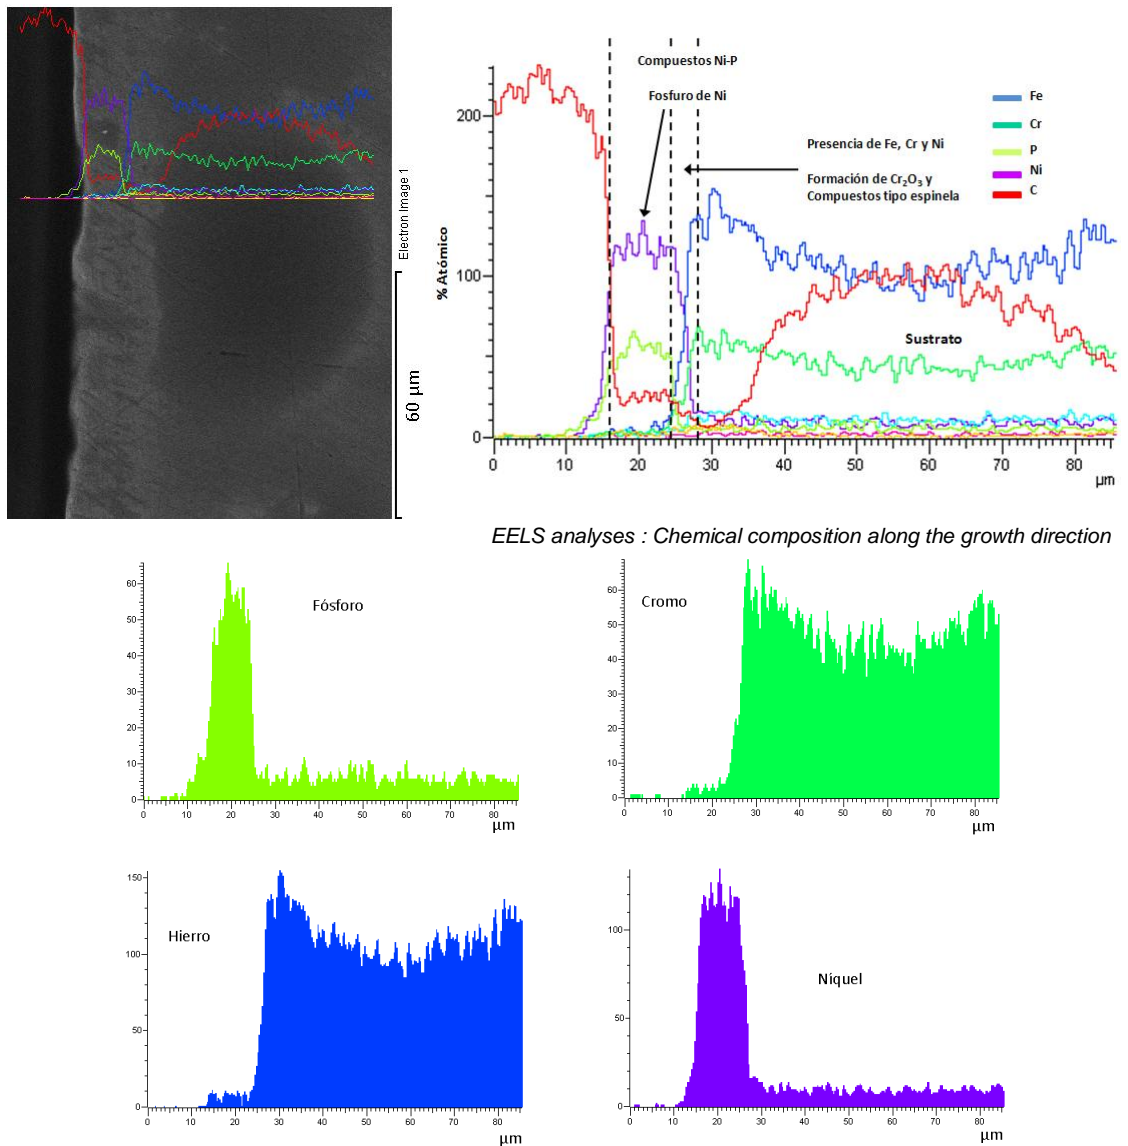 Electron Image 1
60 µm
Compuestos Ni-P
Fosfuro de Ni
Presencia de Fe, Cr y Ni
Formación de Cr₂O₃ y
Compuestos tipo espinela
Fe
Cr
P
Ni
C
% Atómico
200
100
0
Sustrato
0 10 20 30 40 50 60 70 80
µm
EELS analyses : Chemical composition along the growth direction
Fósforo
60
50
40
30
20
10
0
0 10 20 30 40 50 60 70 80
µm
Cromo
60
50
40
30
20
10
0
0 10 20 30 40 50 60 70 80
µm
Hierro
150
100
50
0
0 10 20 30 40 50 60 70 80
µm
Niquel
100
50
0
0 10 20 30 40 50 60 70 80
µm